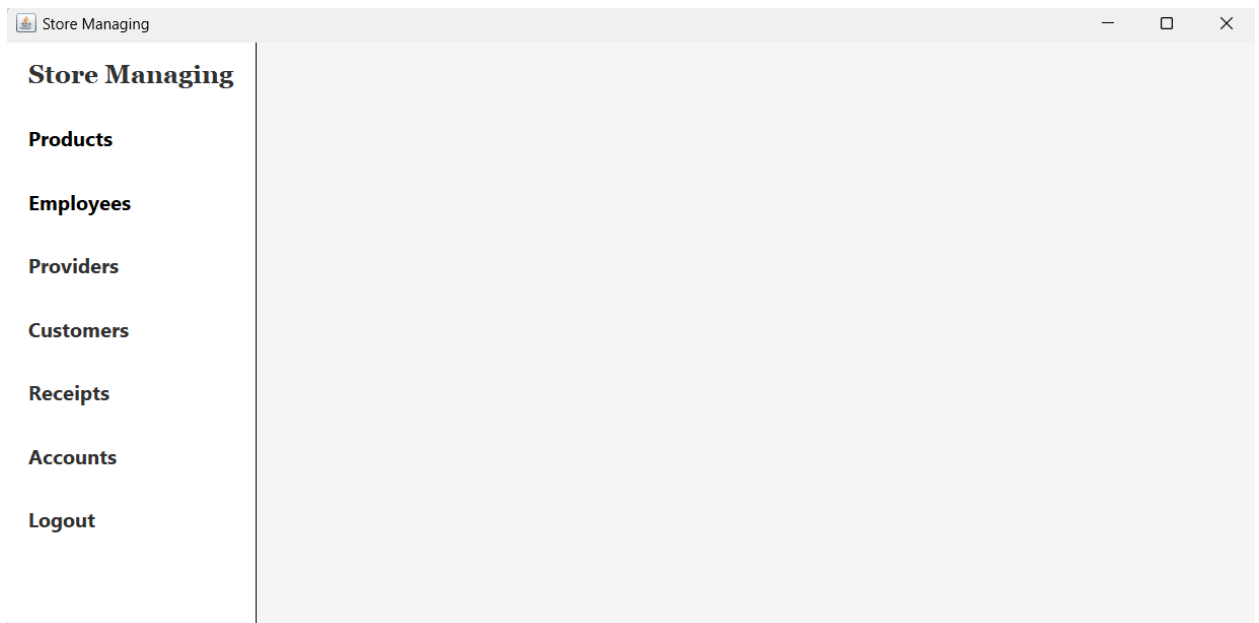 Store Managing
Store Managing
Products
Employees
Providers
Customers
Receipts
Accounts
Logout